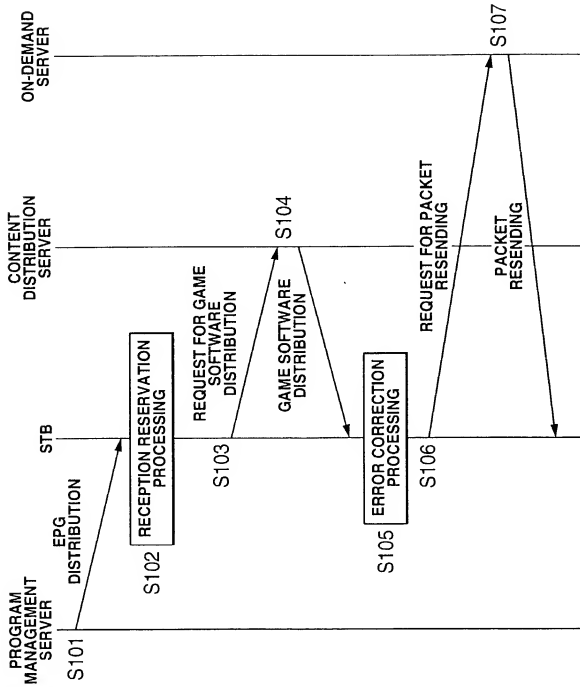 PROGRAM
MANAGEMENT
SERVER
STB
CONTENT
DISTRIBUTION
SERVER
ON-DEMAND
SERVER
S101
EPG
DISTRIBUTION
S102
RECEPTION RESERVATION
PROCESSING
S103
REQUEST FOR GAME
SOFTWARE
DISTRIBUTION
S104
GAME SOFTWARE
DISTRIBUTION
S105
ERROR CORRECTION
PROCESSING
S106
REQUEST FOR PACKET
RESENDING
S107
PACKET
RESENDING